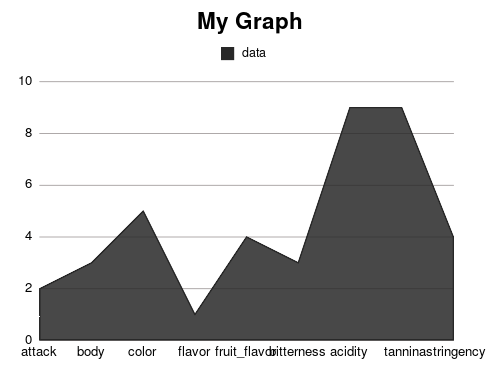 My Graph
data
10
8
6
4
2
0
attack body color flavor fruit_flavor bitterness acidity tannin astringency